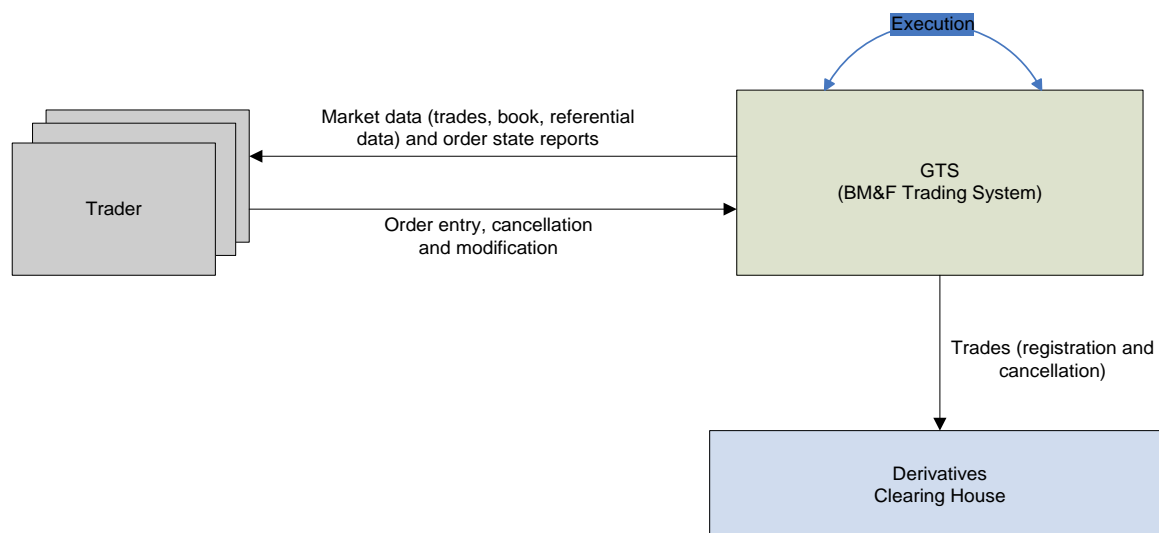 Execution
Market data (trades, book, referential
data) and order state reports
GTS
(BM&F Trading System)
Trader
Order entry, cancellation
and modification
Trades (registration and
cancellation)
Derivatives
Clearing House